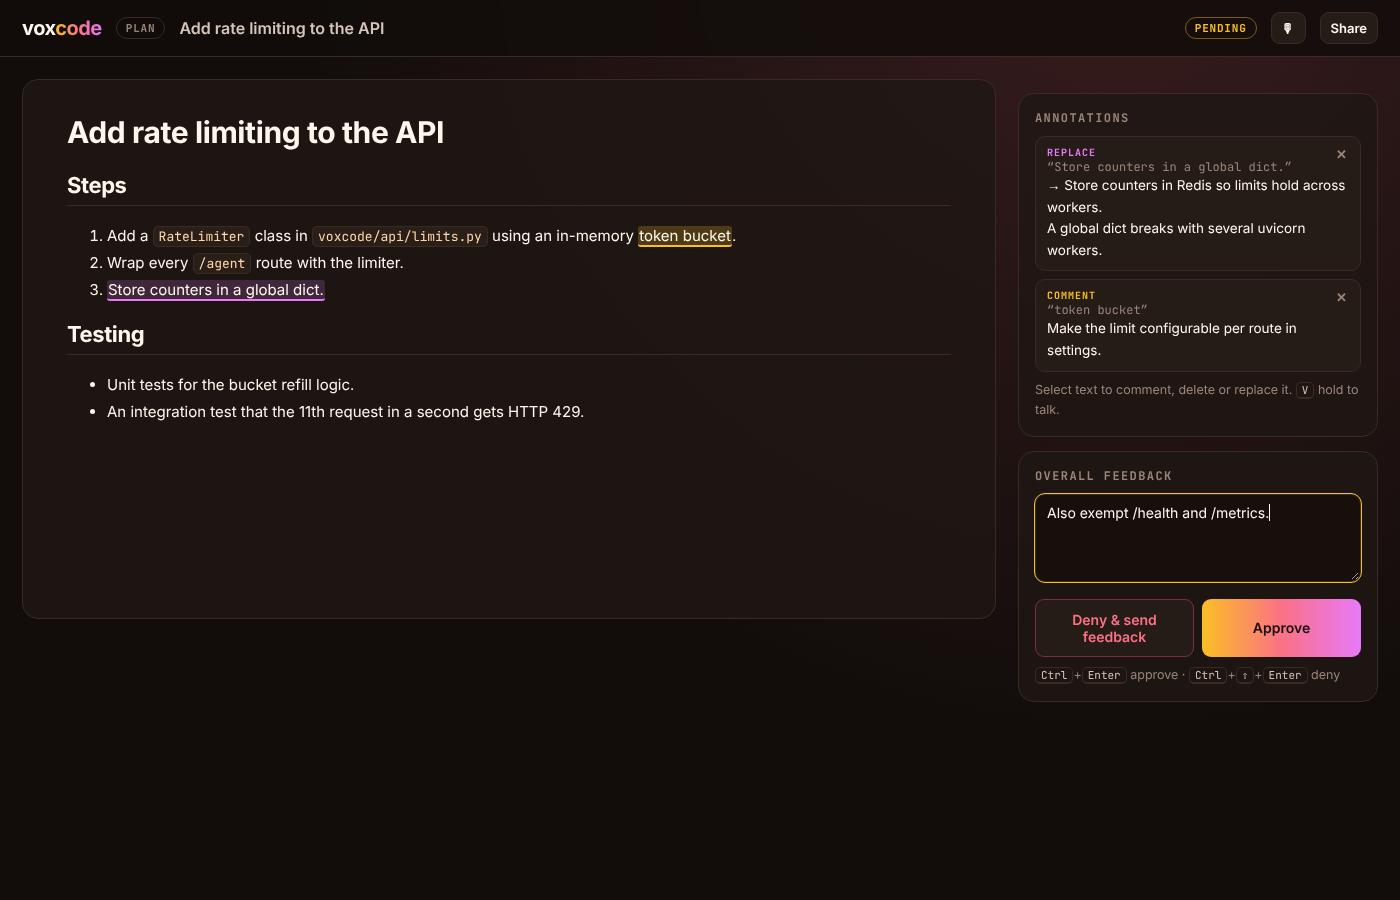 voxcode PLAN Add rate limiting to the API PENDING Share
Add rate limiting to the API
Steps
1. Add a RateLimiter class in voxcode/api/limits.py using an in-memory token bucket.
2. Wrap every /agent route with the limiter.
3. Store counters in a global dict.
Testing
• Unit tests for the bucket refill logic.
• An integration test that the 11th request in a second gets HTTP 429.
ANNOTATIONS
REPLACE ×
“Store counters in a global dict.”
→ Store counters in Redis so limits hold across
workers.
A global dict breaks with several uvicorn
workers.
COMMENT ×
“token bucket”
Make the limit configurable per route in
settings.
Select text to comment, delete or replace it. V hold to
talk.
OVERALL FEEDBACK
Also exempt /health and /metrics.
Deny & send
feedback
Approve
Ctrl+Enter approve · Ctrl+↑+Enter deny